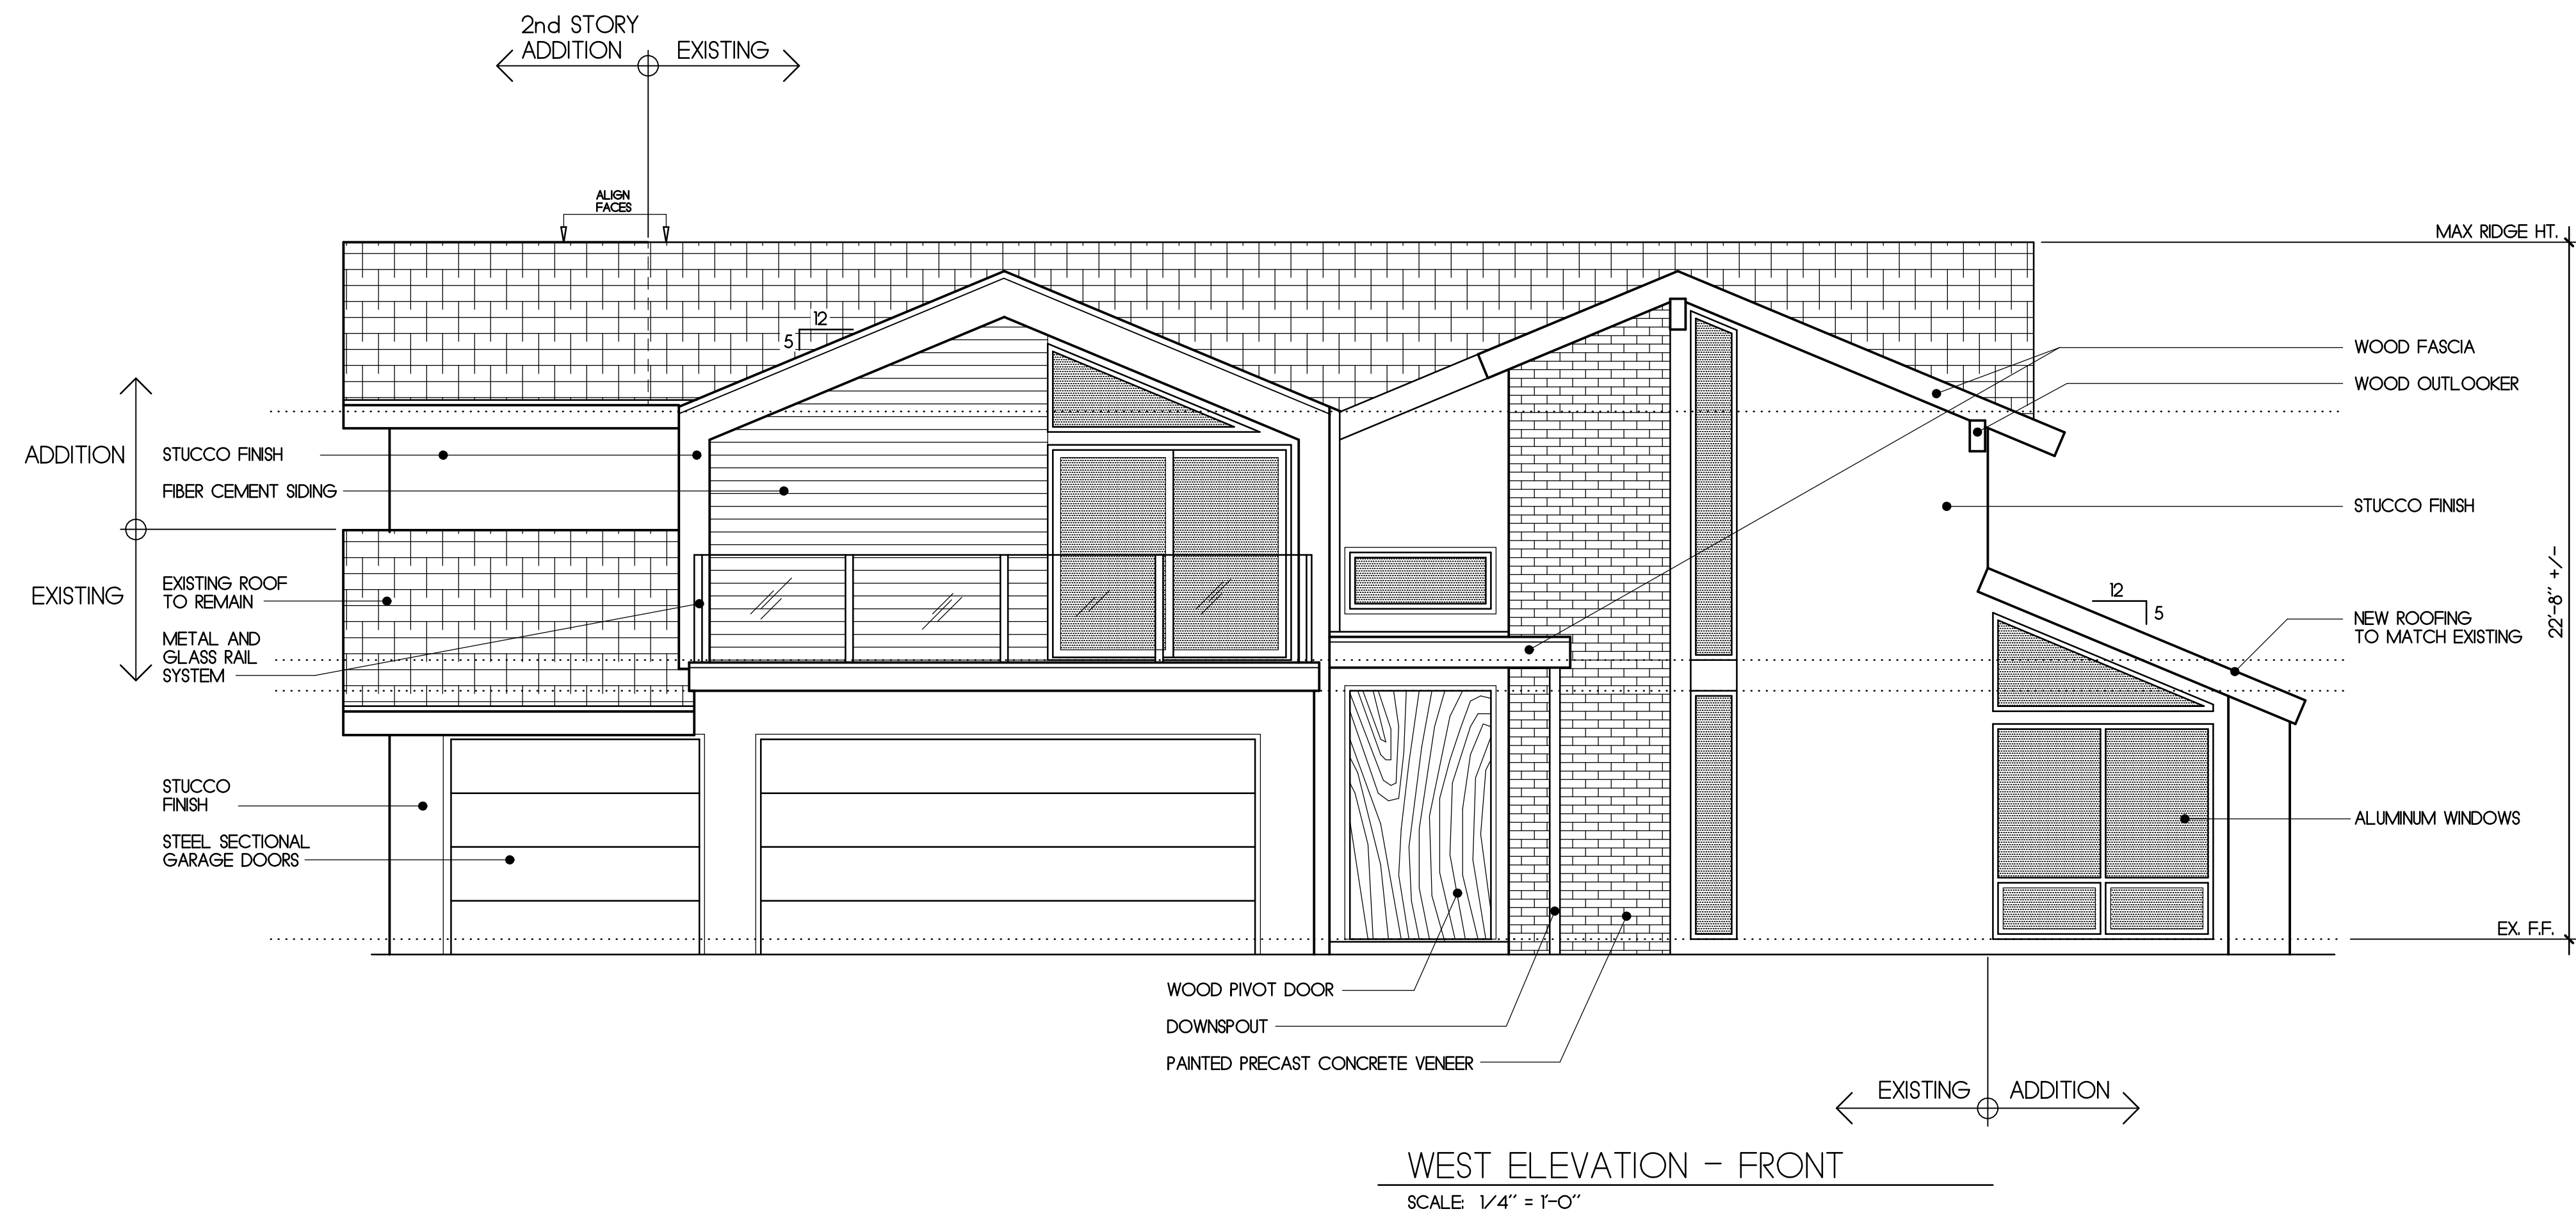 2nd STORY
ADDITION EXISTING
ALIGN
FACES
MAX RIDGE HT.
12
5
WOOD FASCIA
WOOD OUTLOOKER
ADDITION
STUCCO FINISH
FIBER CEMENT SIDING
STUCCO FINISH
EXISTING
EXISTING ROOF
TO REMAIN
METAL AND
GLASS RAIL
SYSTEM
12
5
NEW ROOFING
TO MATCH EXISTING
22'-8" +/-
STUCCO
FINISH
STEEL SECTIONAL
GARAGE DOORS
ALUMINUM WINDOWS
EX. F.F.
WOOD PIVOT DOOR
DOWNSPOUT
PAINTED PRECAST CONCRETE VENEER
EXISTING ADDITION
WEST ELEVATION - FRONT
SCALE: 1/4" = 1'-0"